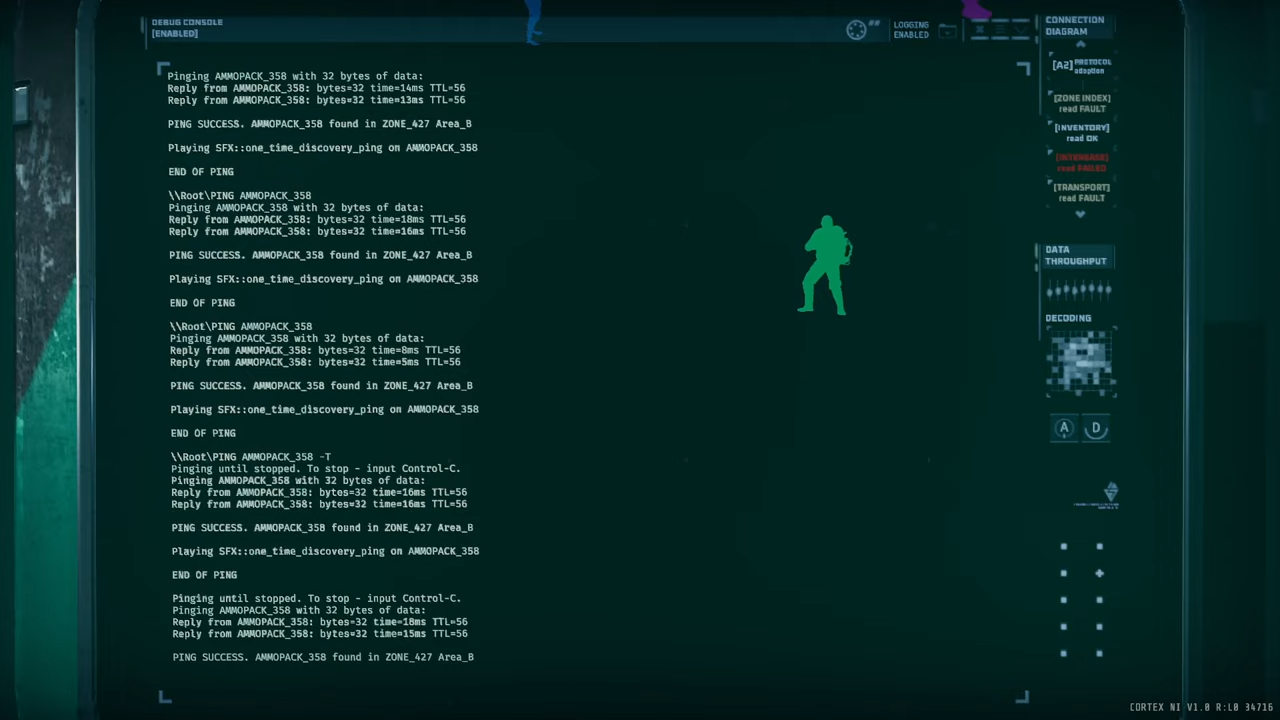 DEBUG CONSOLE
[ENABLED]
LOGGING
ENABLED
Pinging AMMOPACK_358 with 32 bytes of data:
Reply from AMMOPACK_358: bytes=32 time=14ms TTL=56
Reply from AMMOPACK_358: bytes=32 time=13ms TTL=56
PING SUCCESS. AMMOPACK_358 found in ZONE_427 Area_B
Playing SFX::one_time_discovery_ping on AMMOPACK_358
END OF PING
\\Root\PING AMMOPACK_358
Pinging AMMOPACK_358 with 32 bytes of data:
Reply from AMMOPACK_358: bytes=32 time=18ms TTL=56
Reply from AMMOPACK_358: bytes=32 time=16ms TTL=56
PING SUCCESS. AMMOPACK_358 found in ZONE_427 Area_B
Playing SFX::one_time_discovery_ping on AMMOPACK_358
END OF PING
\\Root\PING AMMOPACK_358
Pinging AMMOPACK_358 with 32 bytes of data:
Reply from AMMOPACK_358: bytes=32 time=8ms TTL=56
Reply from AMMOPACK_358: bytes=32 time=5ms TTL=56
PING SUCCESS. AMMOPACK_358 found in ZONE_427 Area_B
Playing SFX::one_time_discovery_ping on AMMOPACK_358
END OF PING
\\Root\PING AMMOPACK_358 -T
Pinging until stopped. To stop - input Control-C.
Pinging AMMOPACK_358 with 32 bytes of data:
Reply from AMMOPACK_358: bytes=32 time=16ms TTL=56
Reply from AMMOPACK_358: bytes=32 time=16ms TTL=56
PING SUCCESS. AMMOPACK_358 found in ZONE_427 Area_B
Playing SFX::one_time_discovery_ping on AMMOPACK_358
END OF PING
Pinging until stopped. To stop - input Control-C.
Pinging AMMOPACK_358 with 32 bytes of data:
Reply from AMMOPACK_358: bytes=32 time=18ms TTL=56
Reply from AMMOPACK_358: bytes=32 time=15ms TTL=56
PING SUCCESS. AMMOPACK_358 found in ZONE_427 Area_B
CONNECTION
DIAGRAM
[A2] PROTOCOL
adaption
[ZONE INDEX]
read FAULT
[INVENTORY]
read OK
read FAILED
[TRANSPORT]
read FAULT
DATA
THROUGHPUT
DECODING
A D
CORTEX NI V1.0 R:L0 34716